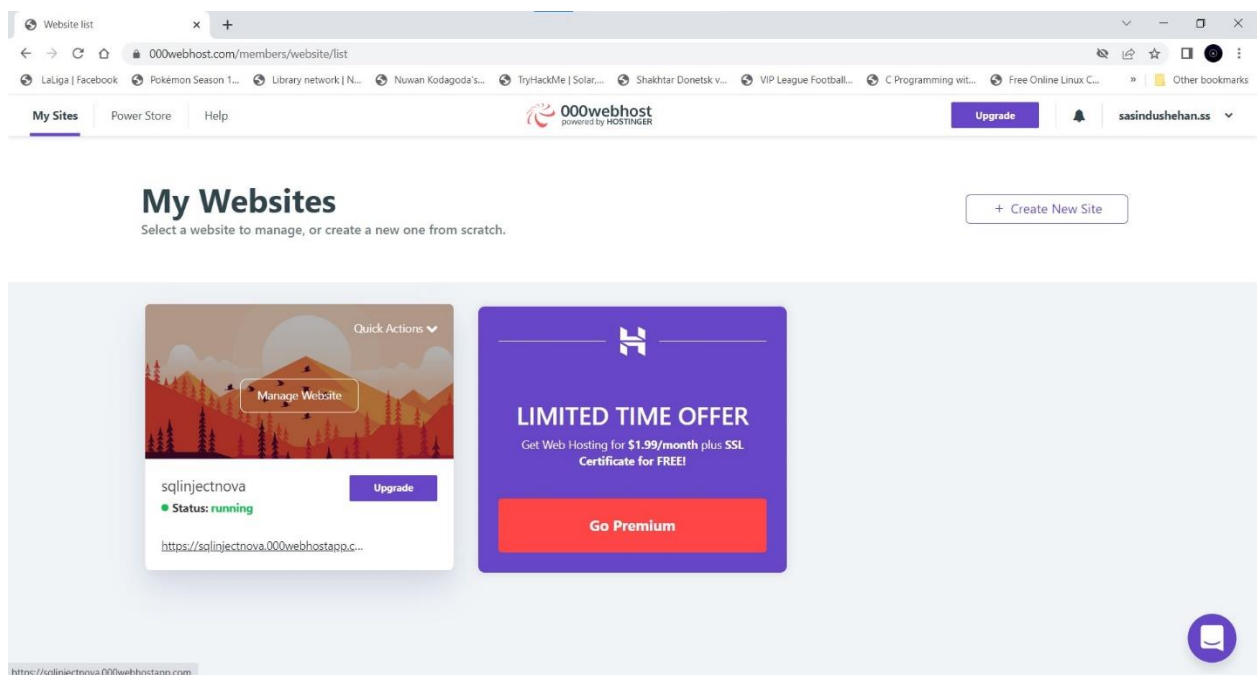 Website list
000webhost.com/members/website/list
LaLiga | Facebook Pokémon Season 1... Library network | N... Nuwan Kodagoda's... TryHackMe | Solar,... Shakhtar Donetsk v... VIP League Football... C Programming wit... Free Online Linux C... » Other bookmarks
My Sites Power Store Help 000webhost Upgrade sasindushehan.ss
powered by HOSTINGER
My Websites
+ Create New Site
Select a website to manage, or create a new one from scratch.
Quick Actions
Manage Website
LIMITED TIME OFFER
Get Web Hosting for $1.99/month plus SSL
Certificate for FREE!
sqlinjectnova Upgrade
Status: running
Go Premium
https://sqlinjectnova.000webhostapp.c...
https://sqlinjectnova.000webhostapp.com